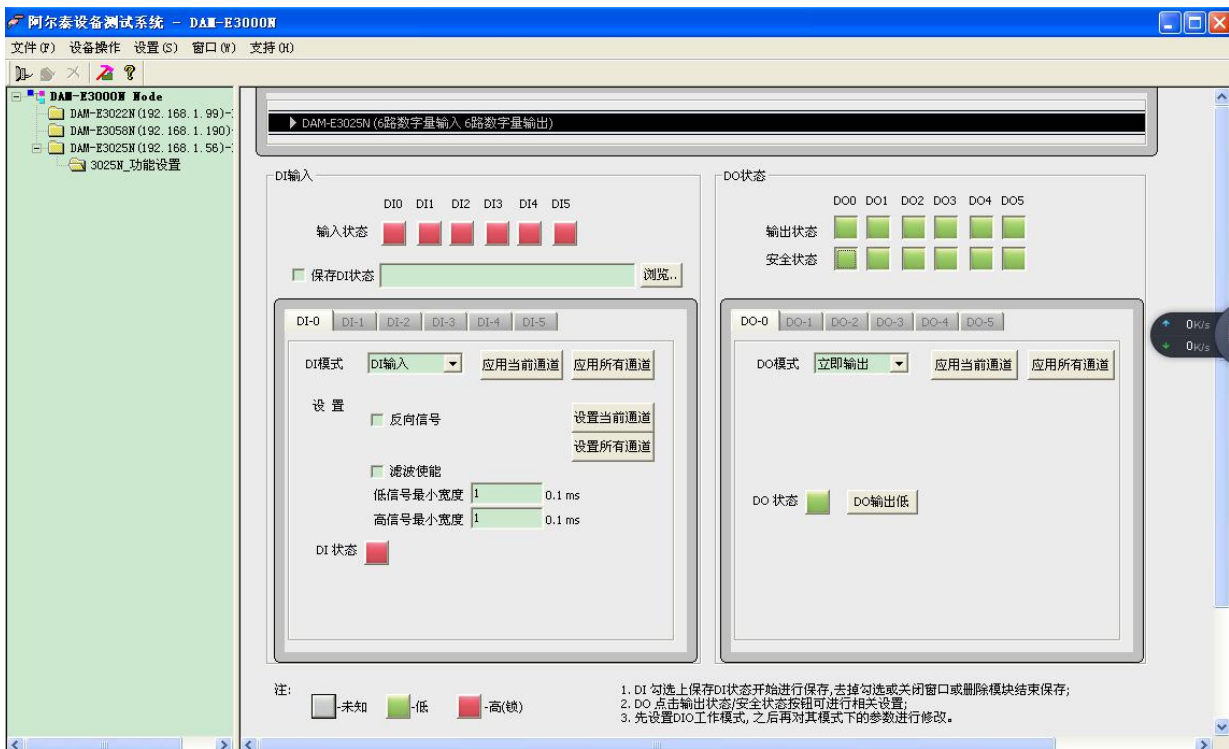 阿尔泰设备测试系统 - DAM-E3000N
文件(F) 设备操作 设置(S) 窗口(W) 支持(H)
DAM-E3000N Node
DAM-E3022N(192.168.1.99)-
DAM-E3058N(192.168.1.190)
DAM-E3025N(192.168.1.56)-
3025N_功能设置
DAM-E3025N (6路数字量输入 6路数字量输出)
DI输入
DI0 DI1 DI2 DI3 DI4 DI5
输入状态
保存DI状态 浏览..
DI-0 DI-1 DI-2 DI-3 DI-4 DI-5
DI模式 DI输入 应用当前通道 应用所有通道
设 置
反向信号 设置当前通道
设置所有通道
滤波使能
低信号最小宽度 1 0.1 ms
高信号最小宽度 1 0.1 ms
DI 状态
DO状态
DO0 DO1 DO2 DO3 DO4 DO5
输出状态
安全状态
DO-0 DO-1 DO-2 DO-3 DO-4 DO-5
DO模式 立即输出 应用当前通道 应用所有通道
DO 状态 DO输出低
0K/s
0K/s
注: -未知 -低 -高(锁)
1. DI 勾选上保存DI状态开始进行保存,去掉勾选或关闭窗口或删除模块结束保存;
2. DO 点击输出状态/安全状态按钮可进行相关设置;
3. 先设置DIO工作模式, 之后再对其模式下的参数进行修改。